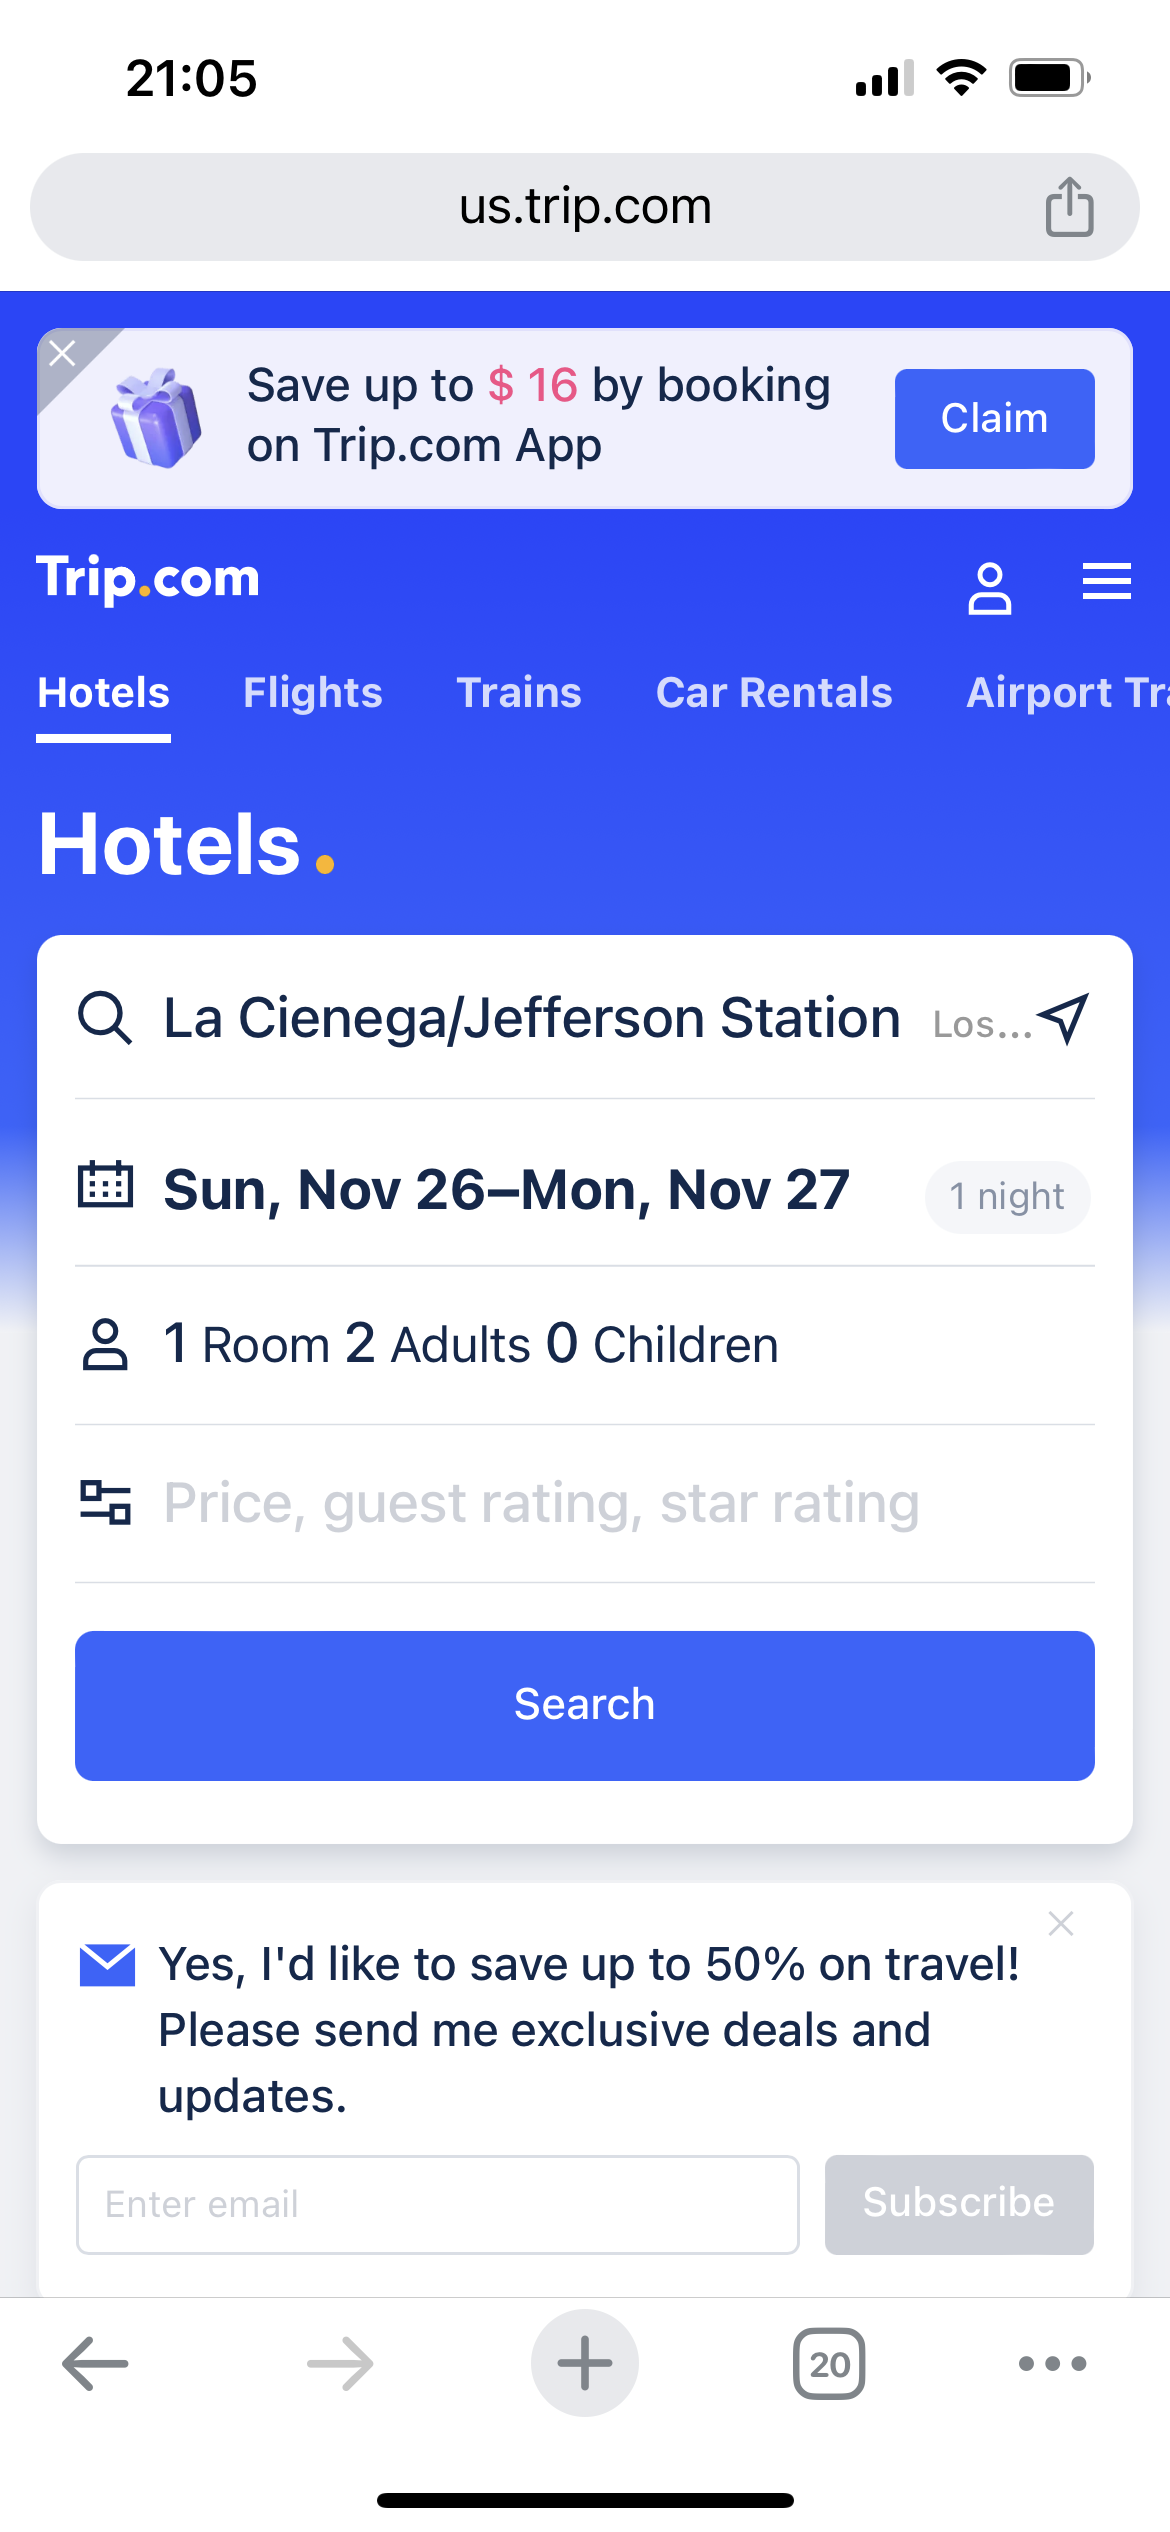 21:05
us.trip.com
Save up to $ 16 by booking
on Trip.com App
Claim
Trip.com
Hotels Flights Trains Car Rentals Airport Tra
Hotels.
La Cienega/Jefferson Station Los...
Sun, Nov 26–Mon, Nov 27 1 night
1 Room 2 Adults 0 Children
Price, guest rating, star rating
Search
Yes, I'd like to save up to 50% on travel!
Please send me exclusive deals and
updates.
Enter email Subscribe
20